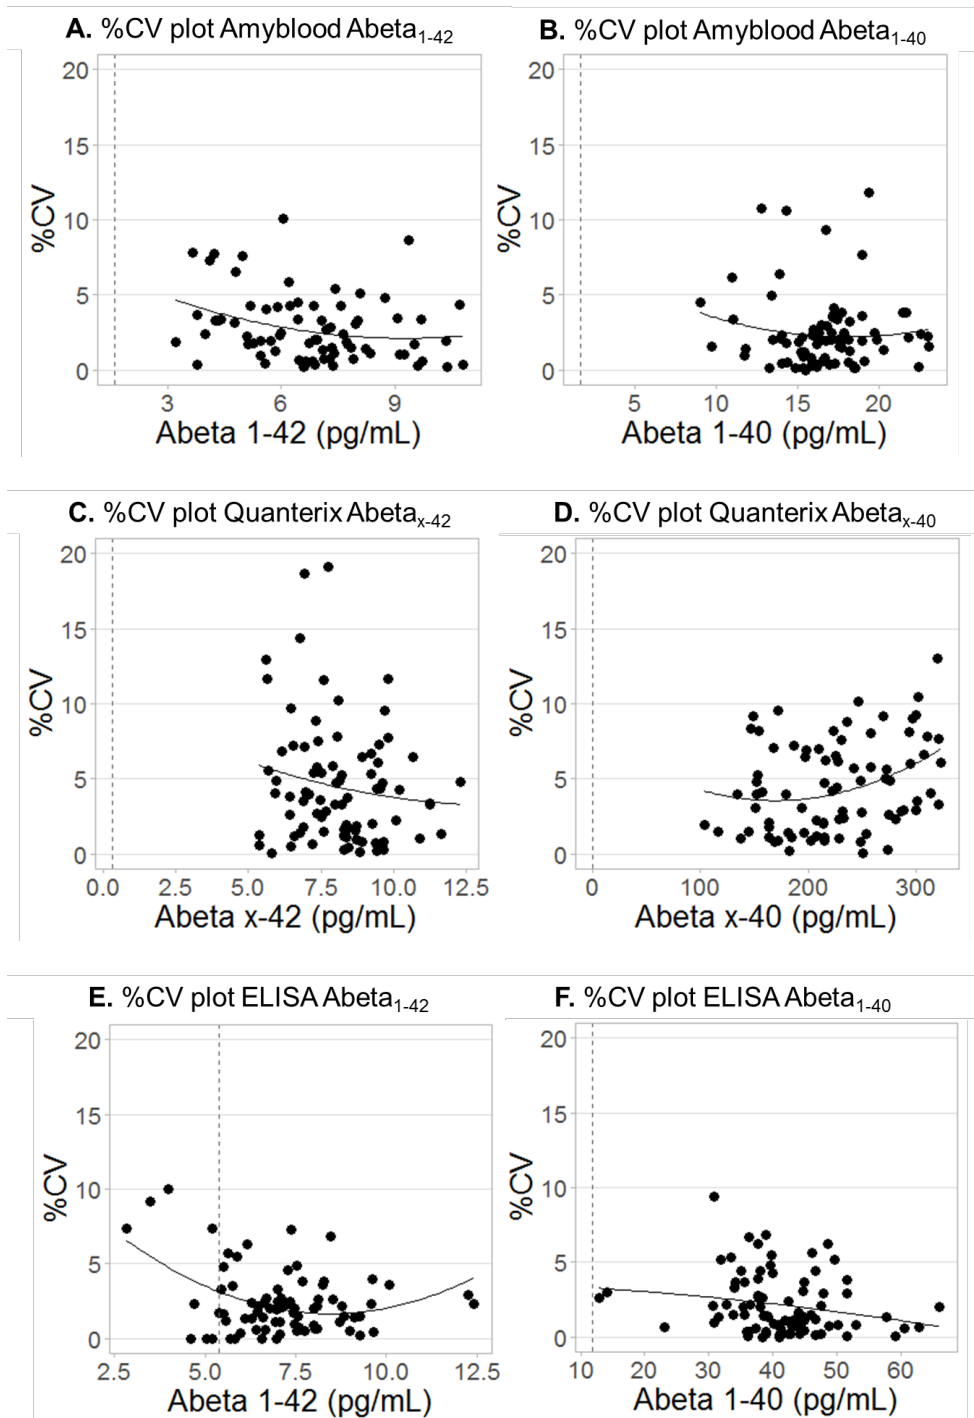 A. %CV plot Amyblood Abeta1-42
20
15
10
5
0
%CV
3 6 9
Abeta 1-42 (pg/mL)
B. %CV plot Amyblood Abeta1-40
20
15
10
5
0
%CV
5 10 15 20
Abeta 1-40 (pg/mL)
C. %CV plot Quanterix Abetax-42
20
15
10
5
0
%CV
0.0 2.5 5.0 7.5 10.0 12.5
Abeta x-42 (pg/mL)
D. %CV plot Quanterix Abetax-40
20
15
10
5
0
%CV
0 100 200 300
Abeta x-40 (pg/mL)
E. %CV plot ELISA Abeta1-42
20
15
10
5
0
%CV
2.5 5.0 7.5 10.0 12.5
Abeta 1-42 (pg/mL)
F. %CV plot ELISA Abeta1-40
20
15
10
5
0
%CV
10 20 30 40 50 60
Abeta 1-40 (pg/mL)